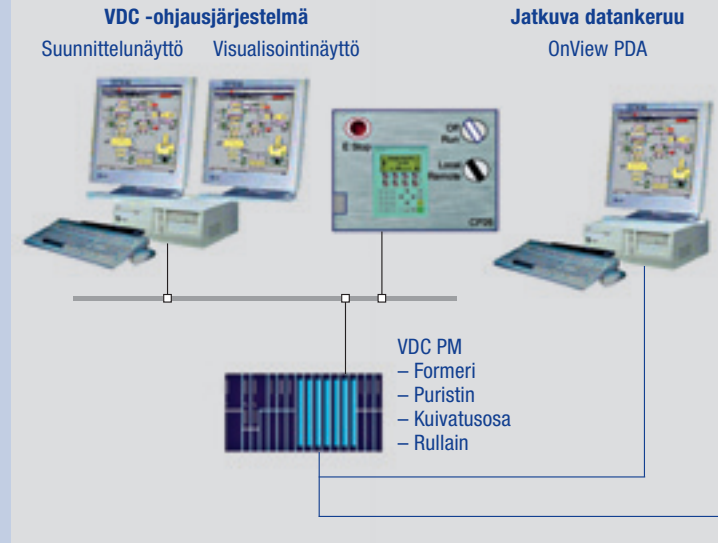 VDC -ohjausjärjestelmä
Suunnittelunäyttö
Visualisointinäyttö
Jatkuva datankeruu
OnView PDA
E Stop
Off
Run
Local
Remote
CP26
VDC PM
– Formeri
– Puristin
– Kuivatusosa
– Rullain